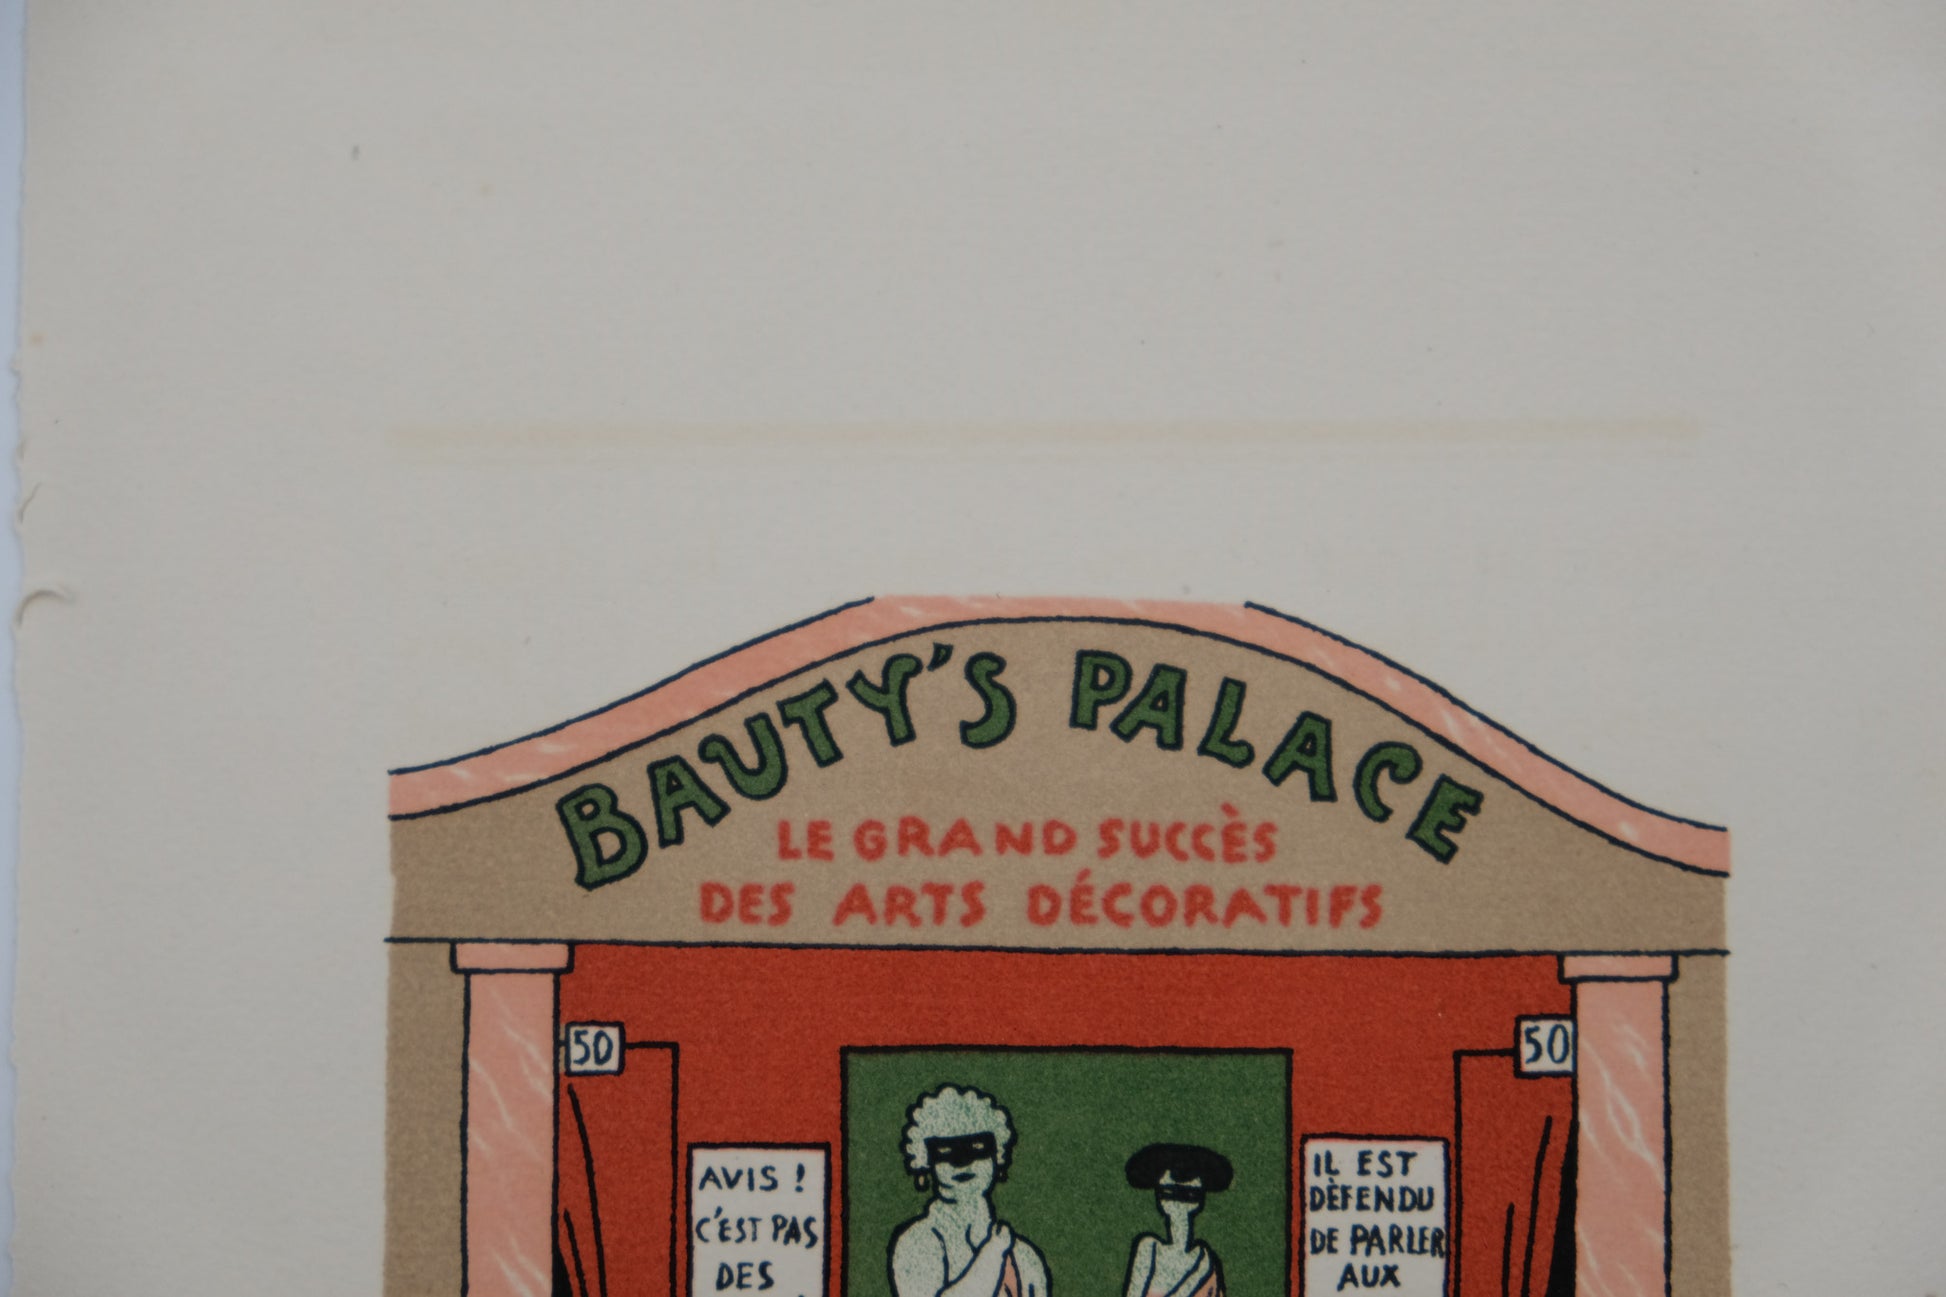 BAUTY'S PALACE
LE GRAND SUCCÈS
DES ARTS DÉCORATIFS
50
50
AVIS !
C'EST PAS
DES
IL EST
DÈFENDU
DE PARLER
AUX